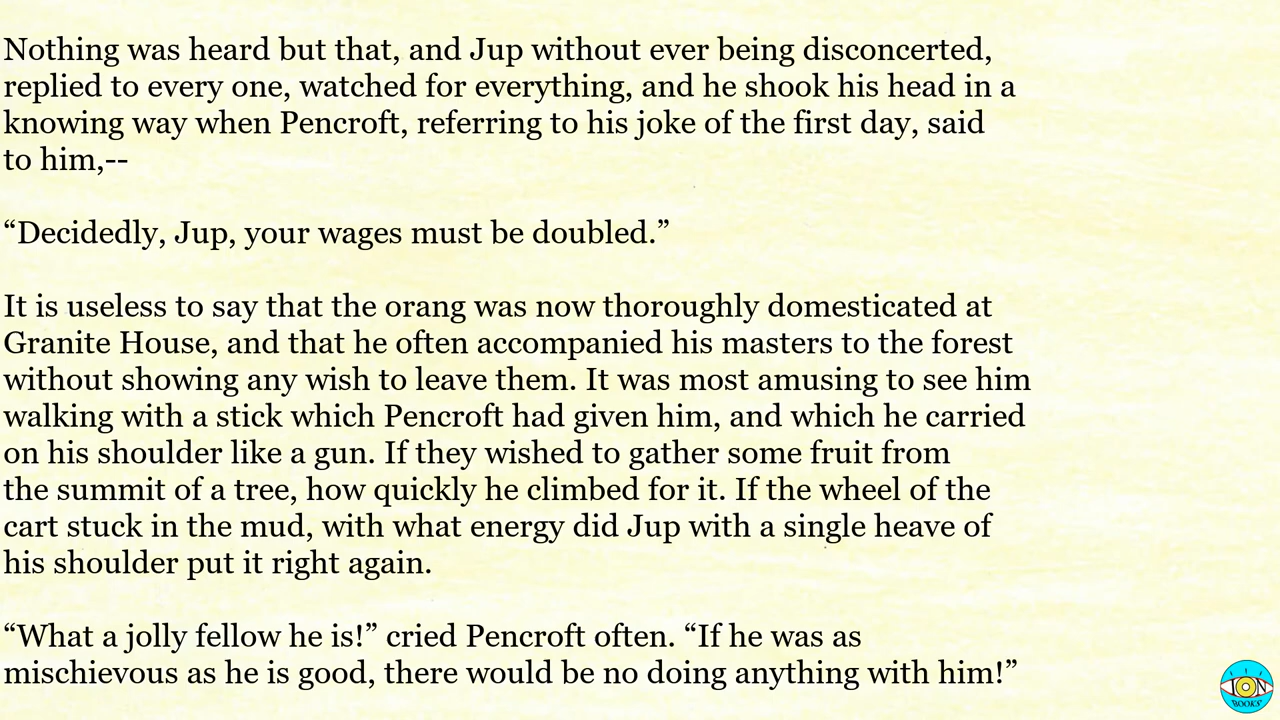 Nothing was heard but that, and Jup without ever being disconcerted,
replied to every one, watched for everything, and he shook his head in a
knowing way when Pencroft, referring to his joke of the first day, said
to him,--
“Decidedly, Jup, your wages must be doubled.”
It is useless to say that the orang was now thoroughly domesticated at
Granite House, and that he often accompanied his masters to the forest
without showing any wish to leave them. It was most amusing to see him
walking with a stick which Pencroft had given him, and which he carried
on his shoulder like a gun. If they wished to gather some fruit from
the summit of a tree, how quickly he climbed for it. If the wheel of the
cart stuck in the mud, with what energy did Jup with a single heave of
his shoulder put it right again.
“What a jolly fellow he is!” cried Pencroft often. “If he was as
mischievous as he is good, there would be no doing anything with him!”
ION
BOOKS